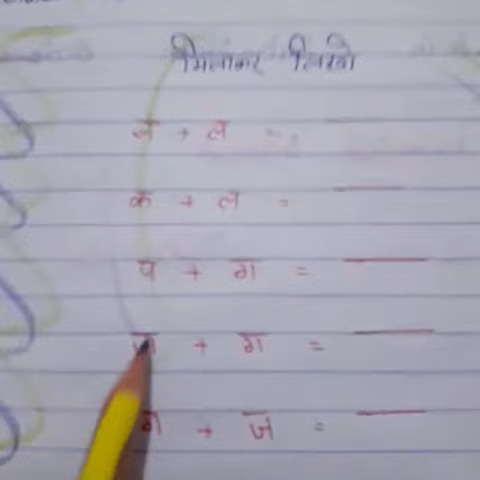 मिलाकर लिखो
ज + ल =
क + ल =
प + ग =
+ ग =
+ ज =